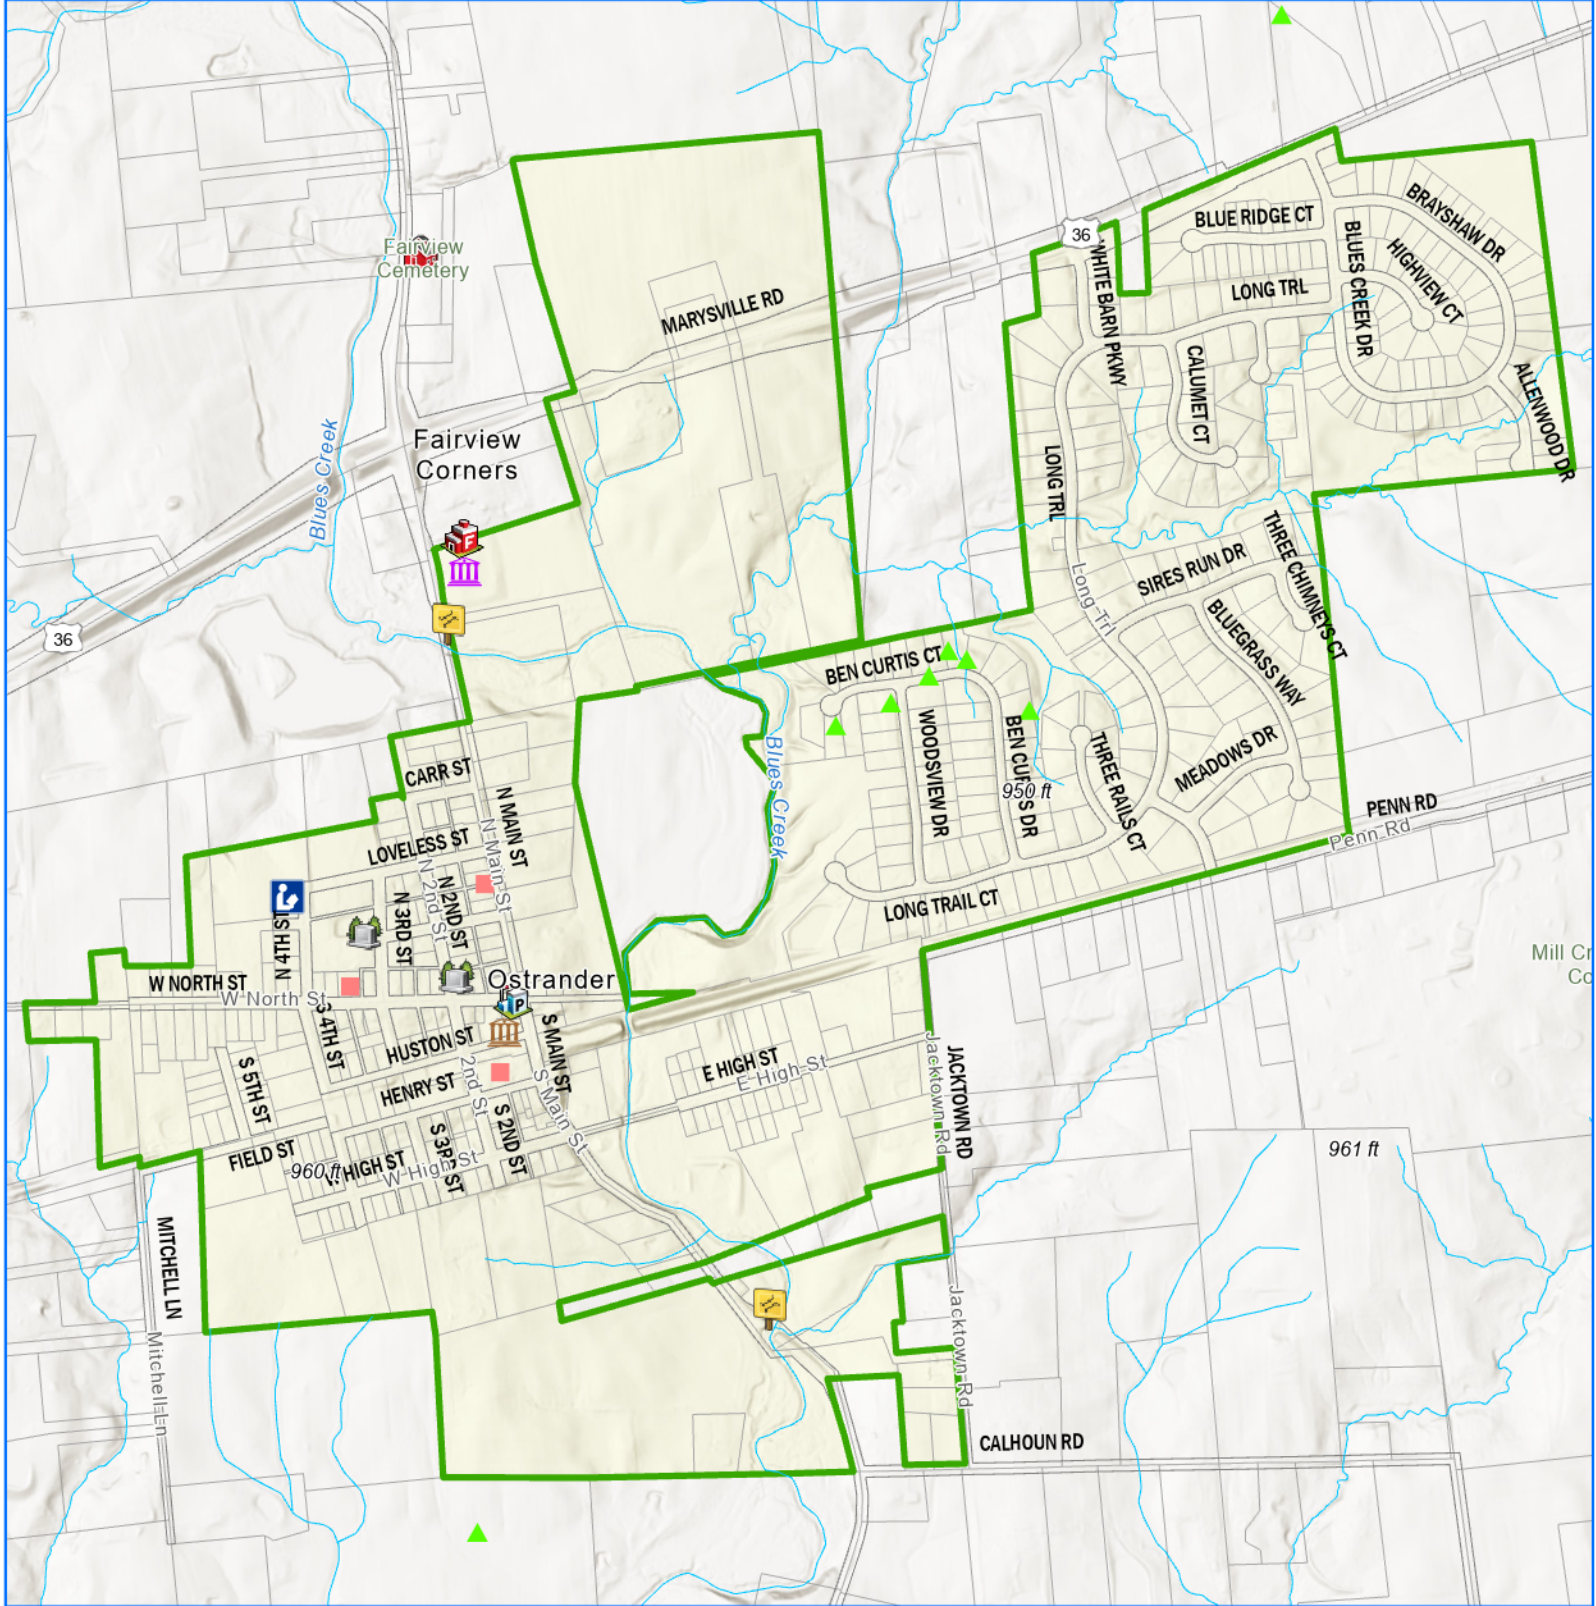 BRAYSHAW DR
BLUE RIDGE CT
36
BLUES CREEK DR
HIGHVIEW CT
Fairview
Cemetery
WHITE BARN PKWY
LONG TRL
MARYSVILLE RD
CALUMET CT
ALLENWOOD DR
Fairview
Corners
Blues Creek
LONG TRL
F
THREE CHIMNEYS CT
SIRES RUN DR
Long Trl
36
BLUEGRASS WAY
BEN CURTIS CT
WOODSVIEW DR
BEN CURTIS DR
THREE RAILS CT
MEADOWS DR
Blues Creek
CARR ST
950 ft
N MAIN ST
N Main St
PENN RD
Penn Rd
LOVELESS ST
N 2nd St
N 2ND ST
N 3RD ST
LONG TRAIL CT
N 4TH ST
Mill Cr
Co
W NORTH ST
W North St
Ostrander
P
S 4TH ST
S MAIN ST
HUSTON ST
E HIGH ST
E High St
Jacktown Rd
JACKTOWN RD
S 5TH ST
HENRY ST
2nd St
S Main St
S 2ND ST
S 3RD ST
FIELD ST
960 ft
W HIGH ST
W High St
961 ft
MITCHELL LN
Mitchell Ln
Jacktown Rd
CALHOUN RD